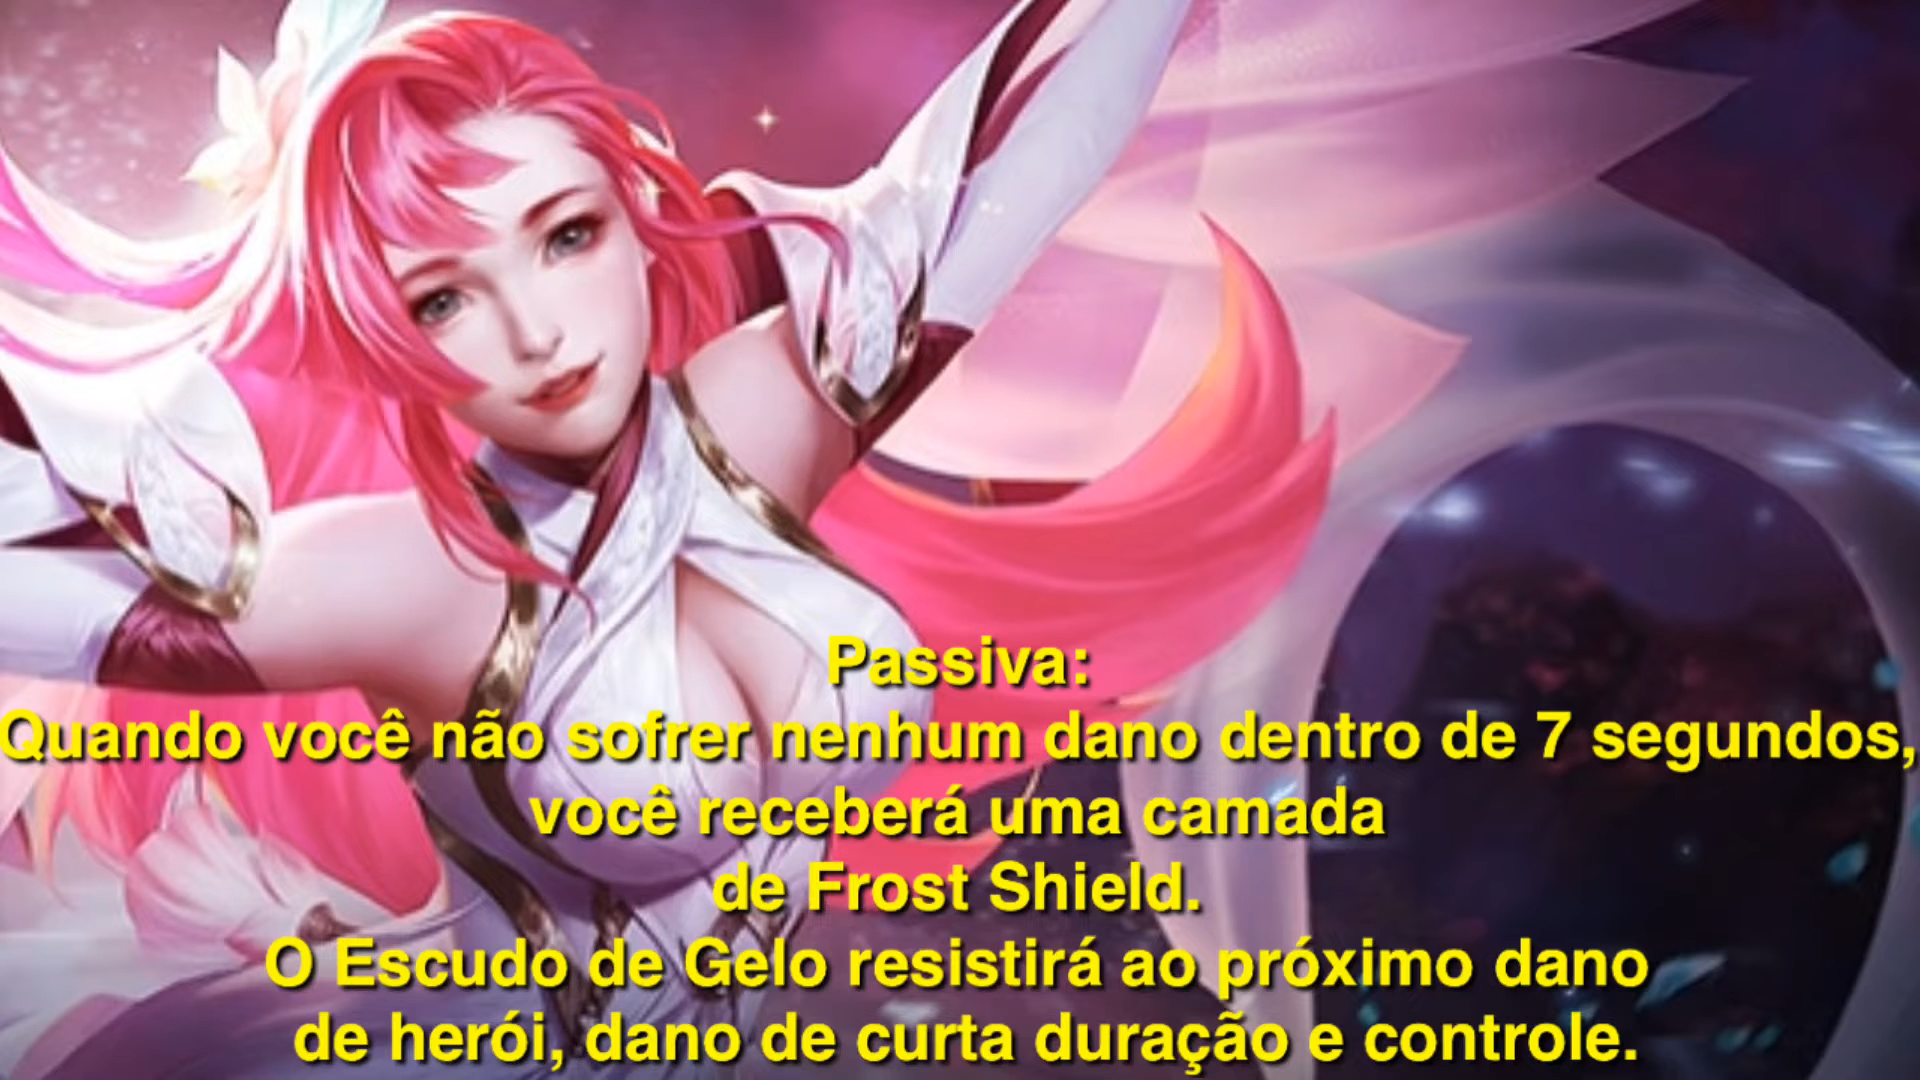 Passiva:
Quando você não sofrer nenhum dano dentro de 7 segundos,
você receberá uma camada
de Frost Shield.
O Escudo de Gelo resistirá ao próximo dano
de herói, dano de curta duração e controle.